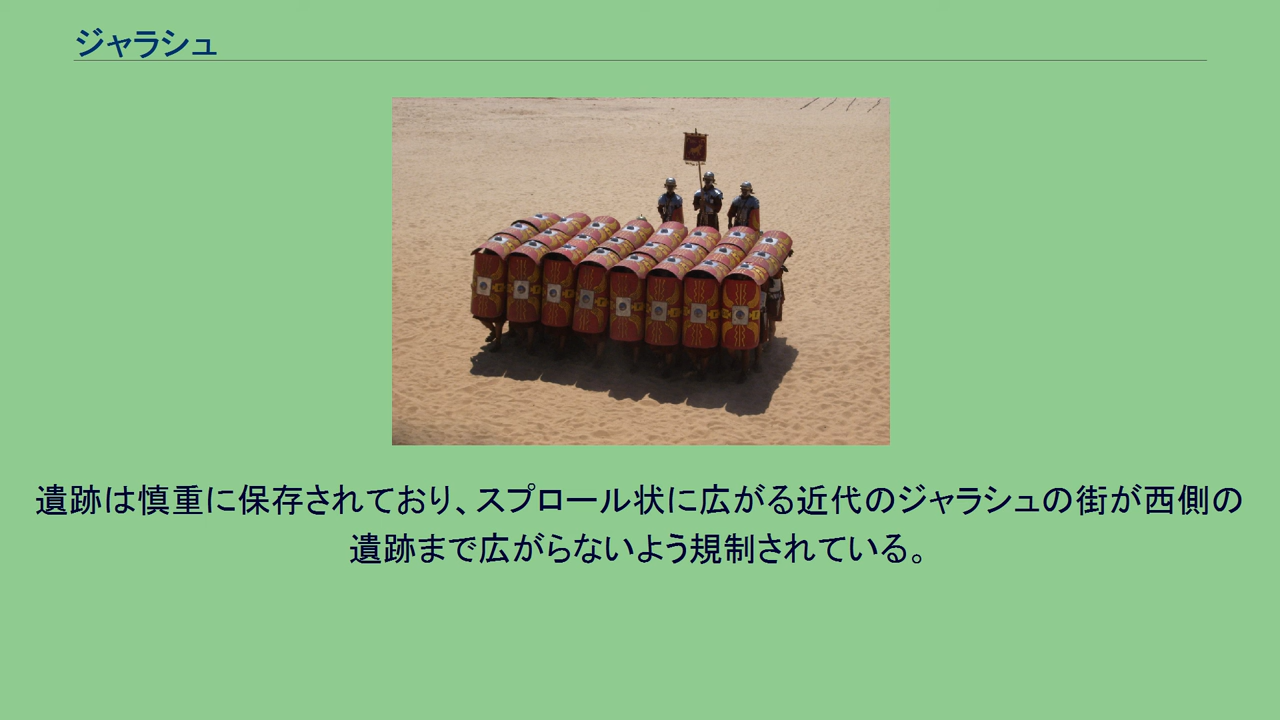 ジャラシュ
遺跡は慎重に保存されており、スプロール状に広がる近代のジャラシュの街が西側の
遺跡まで広がらないよう規制されている。